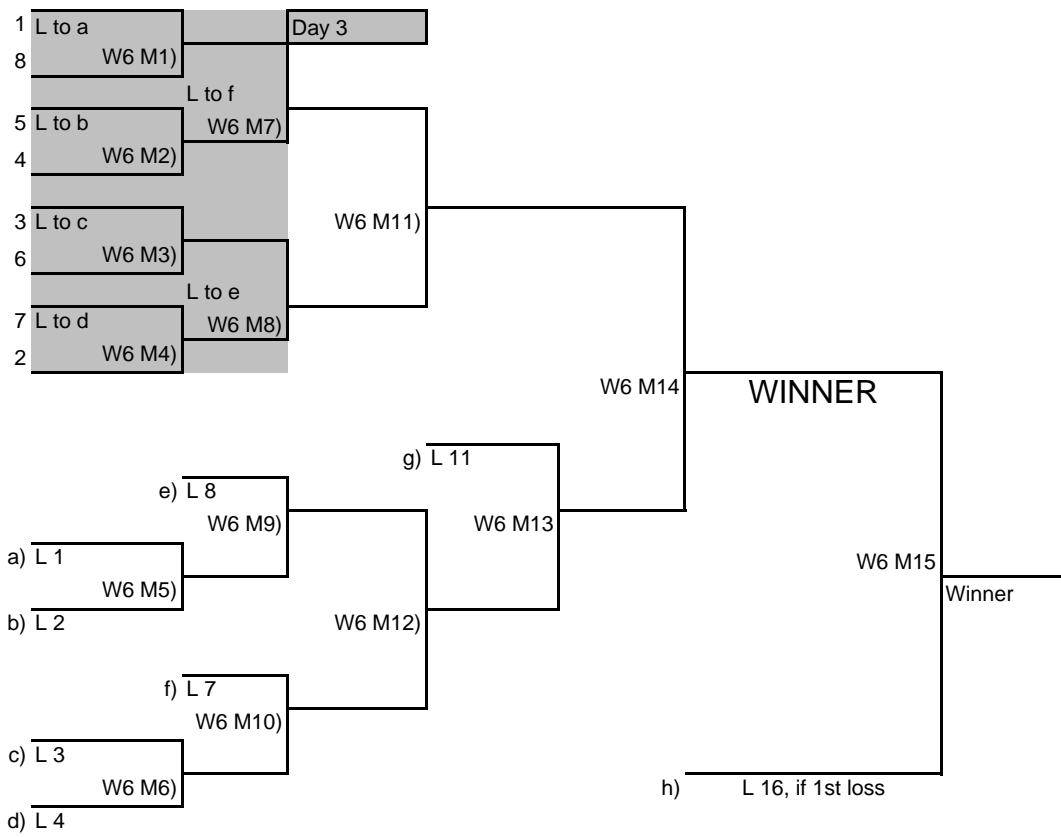 1 L to a Day 3
W6 M1)
8
L to f
5 L to b
W6 M7)
4 W6 M2)
3 L to c
W6 M11)
6 W6 M3)
L to e
7 L to d
W6 M8)
2 W6 M4)
W6 M14
WINNER
g) L 11
e) L 8
W6 M9) W6 M13
a) L 1
W6 M15
W6 M5)
Winner
b) L 2
W6 M12)
f) L 7
W6 M10)
c) L 3
W6 M6)
h) L 16, if 1st loss
d) L 4